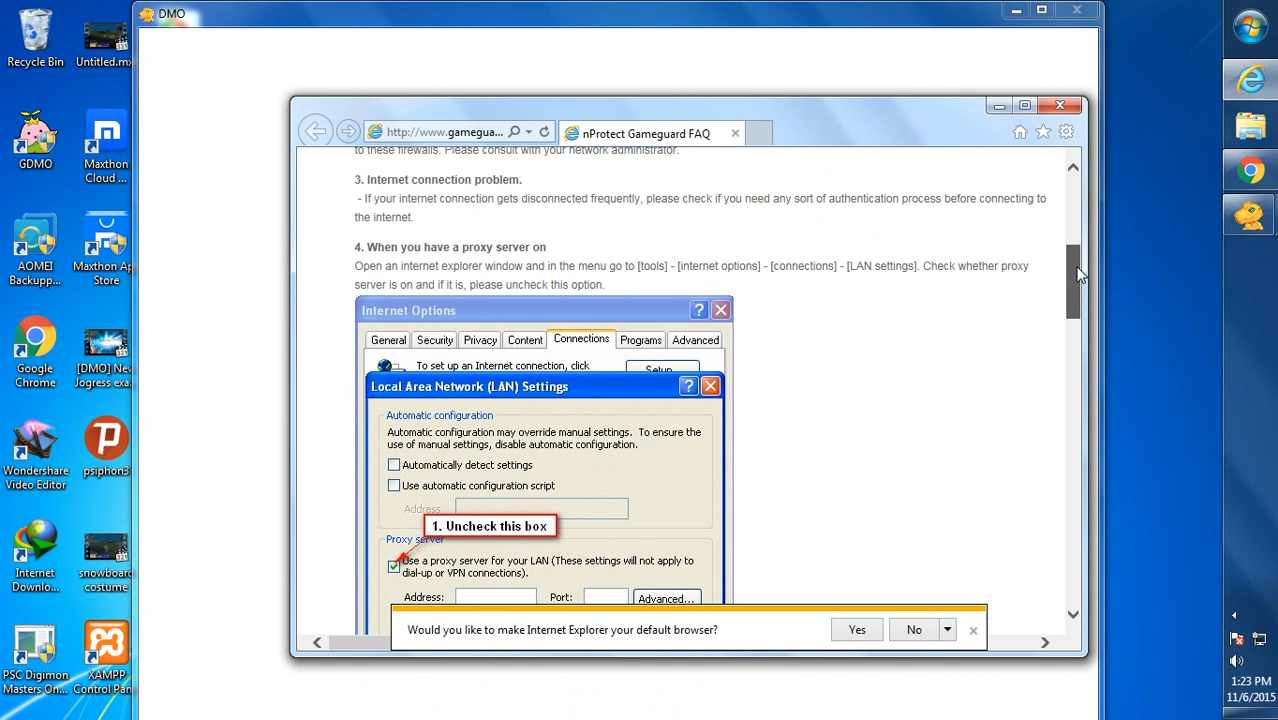 DMO
Recycle Bin
Untitled.mx
GDMO
Maxthon
Cloud ...
AOMEI
Backupp...
Maxthon Ap
Store
Google
Chrome
[DMO] New
Jogress exa...
Wondershare
Video Editor
psiphon3
Internet
Downlo...
snowboard
costume
PSC Digimon
Masters On...
XAMPP
Control Pan
http://www.gamegua...
nProtect Gameguard FAQ
to these firewalls. Please consult with your network administrator.
3. Internet connection problem.
- If your internet connection gets disconnected frequently, please check if you need any sort of authentication process before connecting to
the internet.
4. When you have a proxy server on
Open an internet explorer window and in the menu go to [tools] - [internet options] - [connections] - [LAN settings]. Check whether proxy
server is on and if it is, please uncheck this option.
Internet Options
General Security Privacy Content Connections Programs Advanced
To set up an Internet connection, click
Setup
Local Area Network (LAN) Settings
Automatic configuration
Automatic configuration may override manual settings. To ensure the
use of manual settings, disable automatic configuration.
Automatically detect settings
Use automatic configuration script
Address
1. Uncheck this box
Proxy server
Use a proxy server for your LAN (These settings will not apply to
dial-up or VPN connections).
Address: Port: Advanced...
Would you like to make Internet Explorer your default browser? Yes No
1:23 PM
11/6/2015